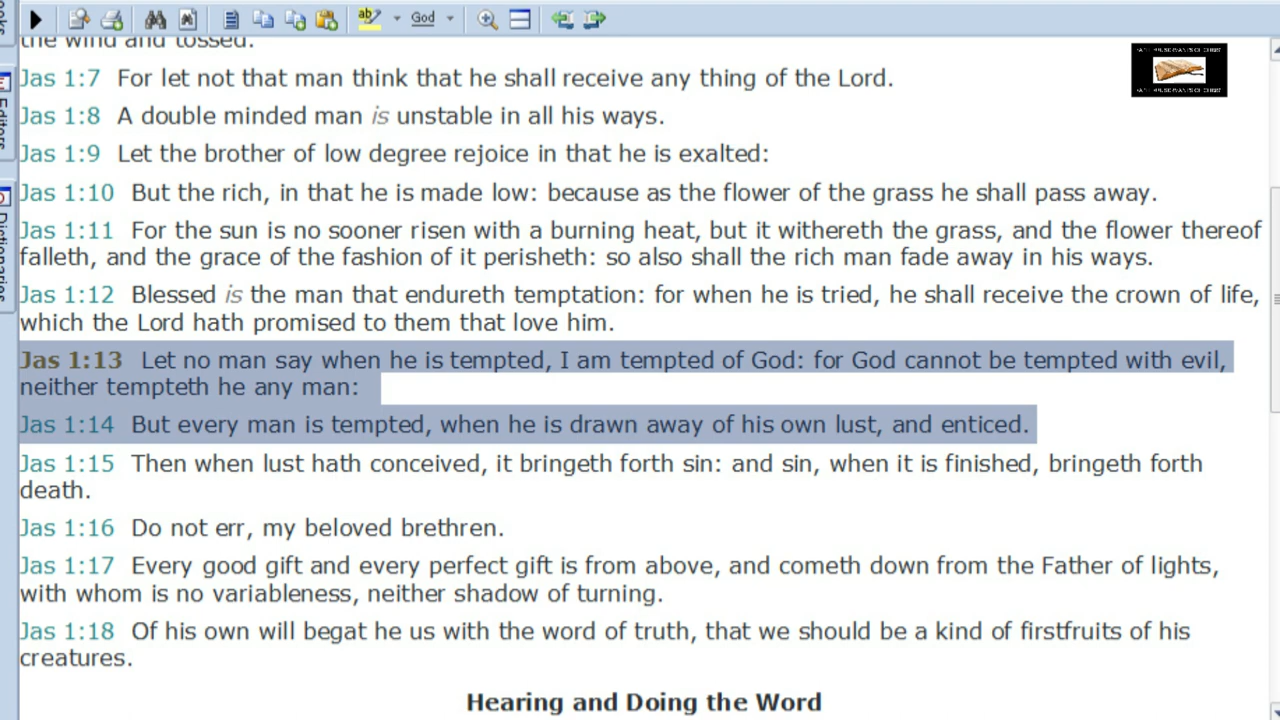 God
the wind and tossed.
Jas 1:7 For let not that man think that he shall receive any thing of the Lord.
Jas 1:8 A double minded man is unstable in all his ways.
Jas 1:9 Let the brother of low degree rejoice in that he is exalted:
Jas 1:10 But the rich, in that he is made low: because as the flower of the grass he shall pass away.
Jas 1:11 For the sun is no sooner risen with a burning heat, but it withereth the grass, and the flower thereof
falleth, and the grace of the fashion of it perisheth: so also shall the rich man fade away in his ways.
Jas 1:12 Blessed is the man that endureth temptation: for when he is tried, he shall receive the crown of life,
which the Lord hath promised to them that love him.
Jas 1:13 Let no man say when he is tempted, I am tempted of God: for God cannot be tempted with evil,
neither tempteth he any man:
Jas 1:14 But every man is tempted, when he is drawn away of his own lust, and enticed.
Jas 1:15 Then when lust hath conceived, it bringeth forth sin: and sin, when it is finished, bringeth forth
death.
Jas 1:16 Do not err, my beloved brethren.
Jas 1:17 Every good gift and every perfect gift is from above, and cometh down from the Father of lights,
with whom is no variableness, neither shadow of turning.
Jas 1:18 Of his own will begat he us with the word of truth, that we should be a kind of firstfruits of his
creatures.
Hearing and Doing the Word
Editors
Dictionaries